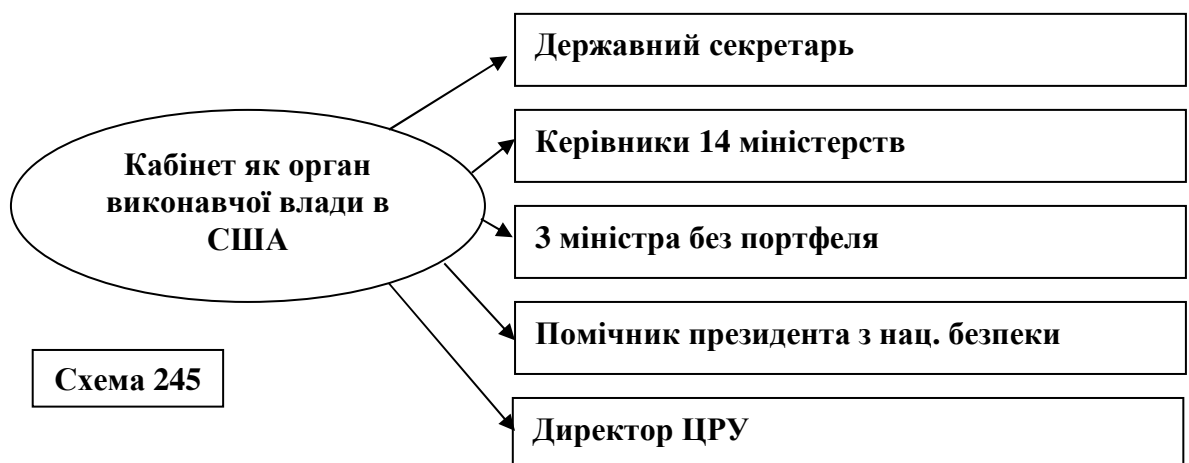 Державний секретарь
Керівники 14 міністерств
Кабінет як орган
виконавчої влади в
США
3 міністра без портфеля
Помічник президента з нац. безпеки
Схема 245
Директор ЦРУ